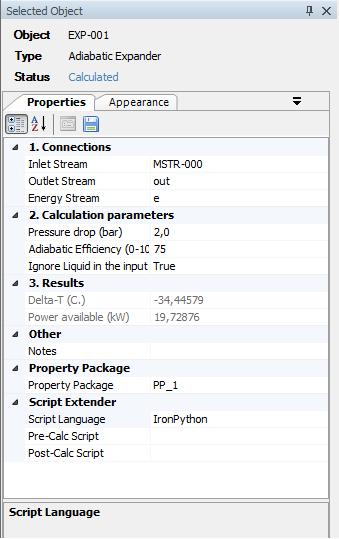 Selected Object
Object EXP-001
Type Adiabatic Expander
Status Calculated
Properties Appearance
1. Connections
Inlet Stream MSTR-000
Outlet Stream out
Energy Stream e
2. Calculation parameters
Pressure drop (bar) 2,0
Adiabatic Efficiency (0-10 75
Ignore Liquid in the input True
3. Results
Delta-T (C.) -34,44579
Power available (kW) 19,72876
Other
Notes
Property Package
Property Package PP_1
Script Extender
Script Language IronPython
Pre-Calc Script
Post-Calc Script
Script Language